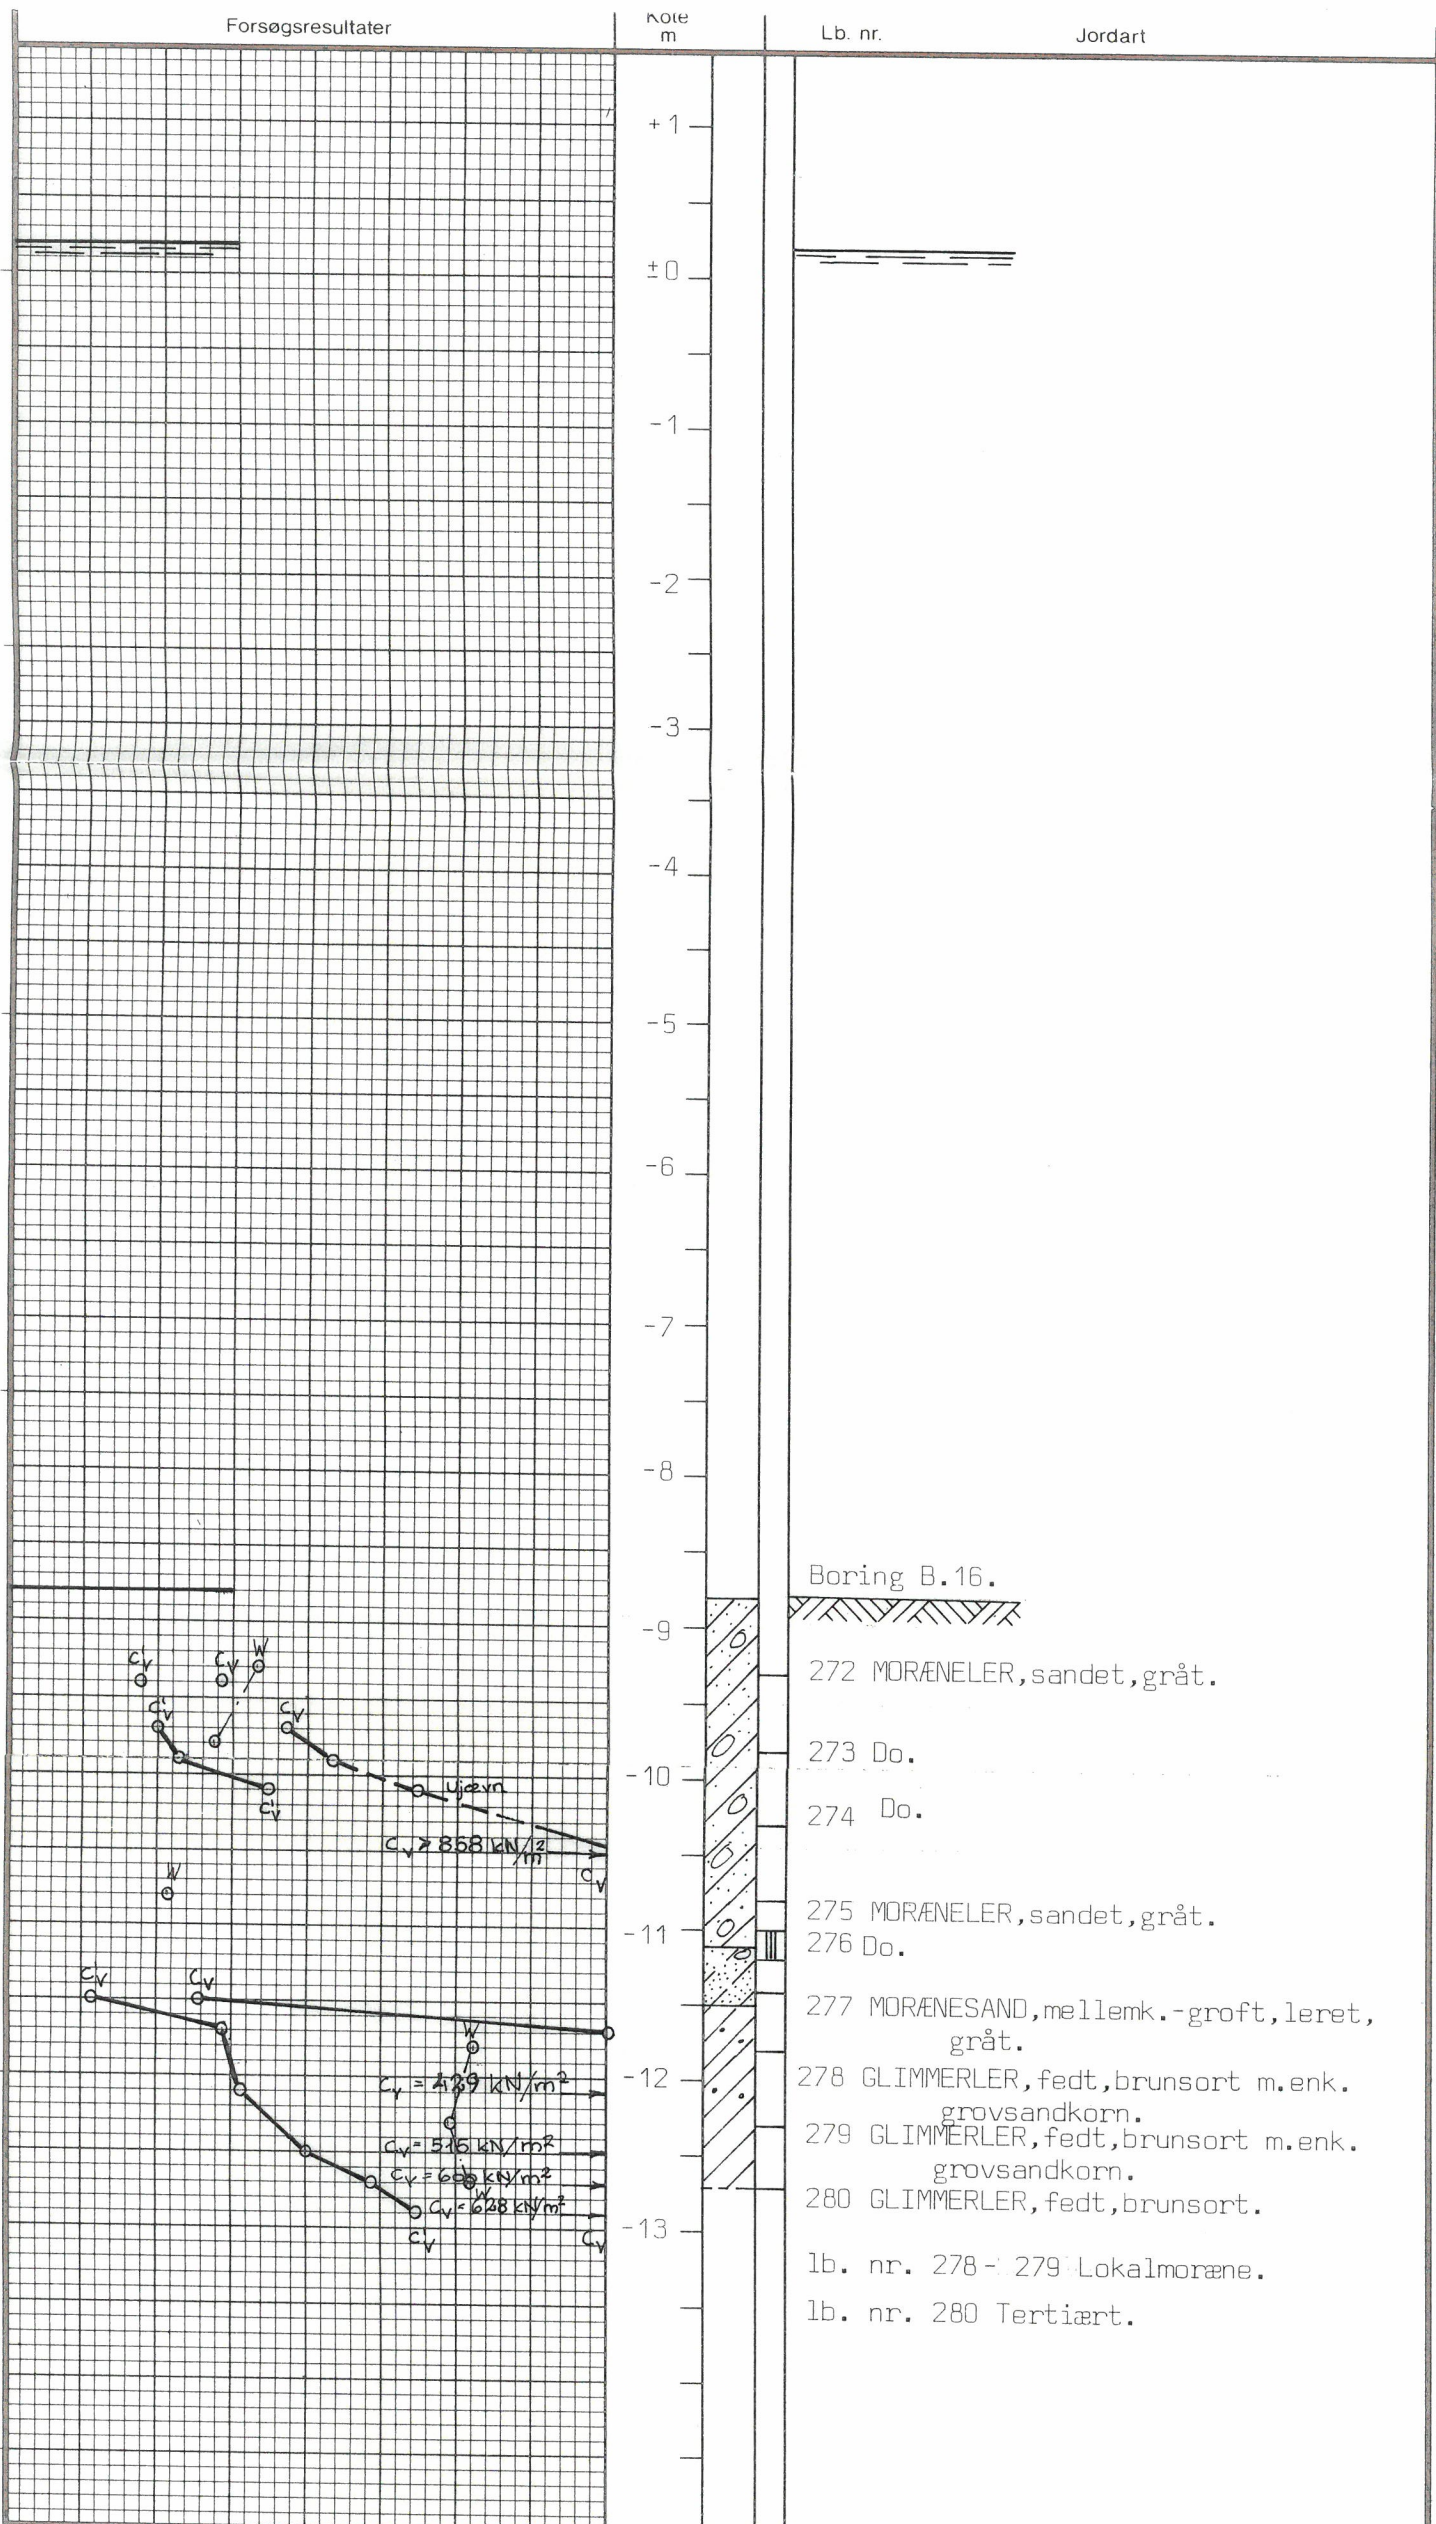 Forsøgsresultater
Kote
m
Lb. nr.
Jordart
+1
±0
-1
-2
-3
-4
-5
-6
-7
-8
-9
-10
-11
-12
-13
Boring B.16.
272 MORÆNELER, sandet, gråt.
273 Do.
274 Do.
275 MORÆNELER, sandet, gråt.
276 Do.
277 MORÆNESAND, mellemk.-groft, leret,
gråt.
278 GLIMMERLER, fedt, brunsort m.enk.
grovsandkorn.
279 GLIMMERLER, fedt, brunsort m.enk.
grovsandkorn.
280 GLIMMERLER, fedt, brunsort.
lb. nr. 278 - 279 Lokalmoræne.
lb. nr. 280 Tertiært.
c'v
cv
W
c'v
cv
Ujævn
c'v
cv > 858 kN/m²
cv
W
cv
cv
W
cv = 429 kN/m²
cv = 515 kN/m²
cv = 600 kN/m²
W
cv = 628 kN/m²
c'v
cv